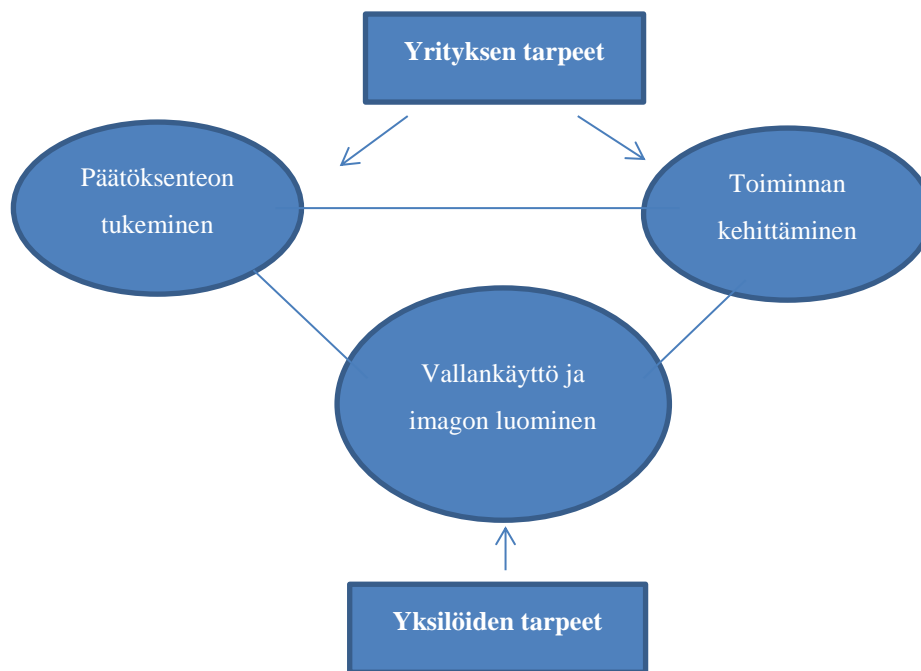 Yrityksen tarpeet
Päätöksenteon
tukeminen
Toiminnan
kehittäminen
Vallankäyttö ja
imagon luominen
Yksilöiden tarpeet